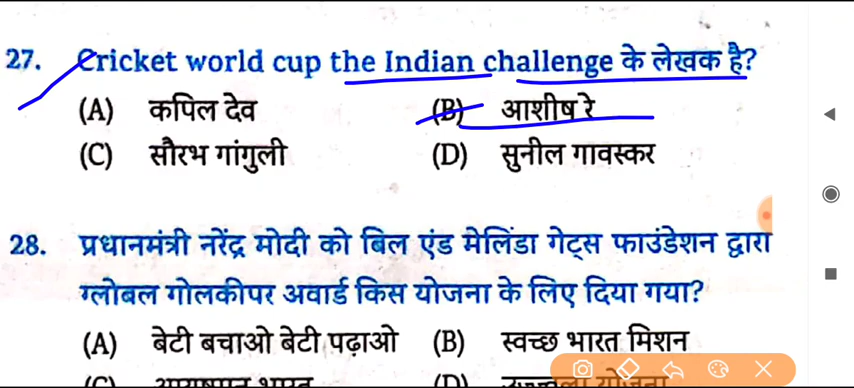 27. Cricket world cup the Indian challenge के लेखक है?
(A) कपिल देव (B) आशीष रे
(C) सौरभ गांगुली (D) सुनील गावस्कर
28. प्रधानमंत्री नरेंद्र मोदी को बिल एंड मेलिंडा गेट्स फाउंडेशन द्वारा
ग्लोबल गोलकीपर अवार्ड किस योजना के लिए दिया गया?
(A) बेटी बचाओ बेटी पढ़ाओ (B) स्वच्छ भारत मिशन